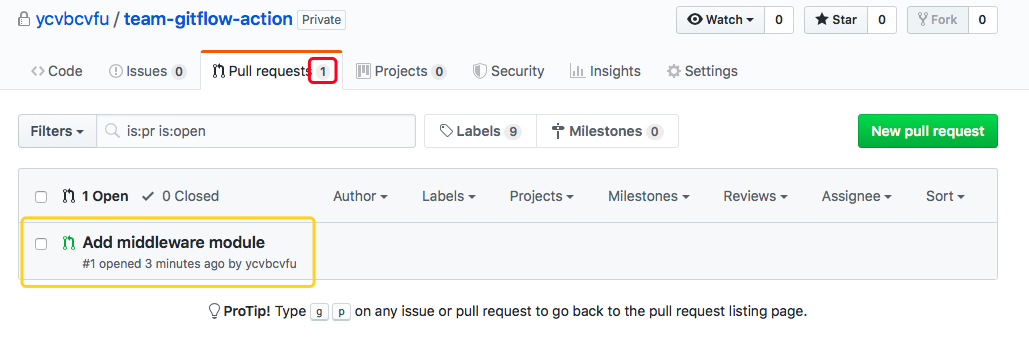 ycvbcvfu / team-gitflow-action Private Watch 0 Star 0 Fork 0
Code Issues 0 Pull requests 1 Projects 0 Security Insights Settings
Filters is:pr is:open Labels 9 Milestones 0 New pull request
1 Open 0 Closed Author Labels Projects Milestones Reviews Assignee Sort
Add middleware module
#1 opened 3 minutes ago by ycvbcvfu
ProTip! Type g p on any issue or pull request to go back to the pull request listing page.